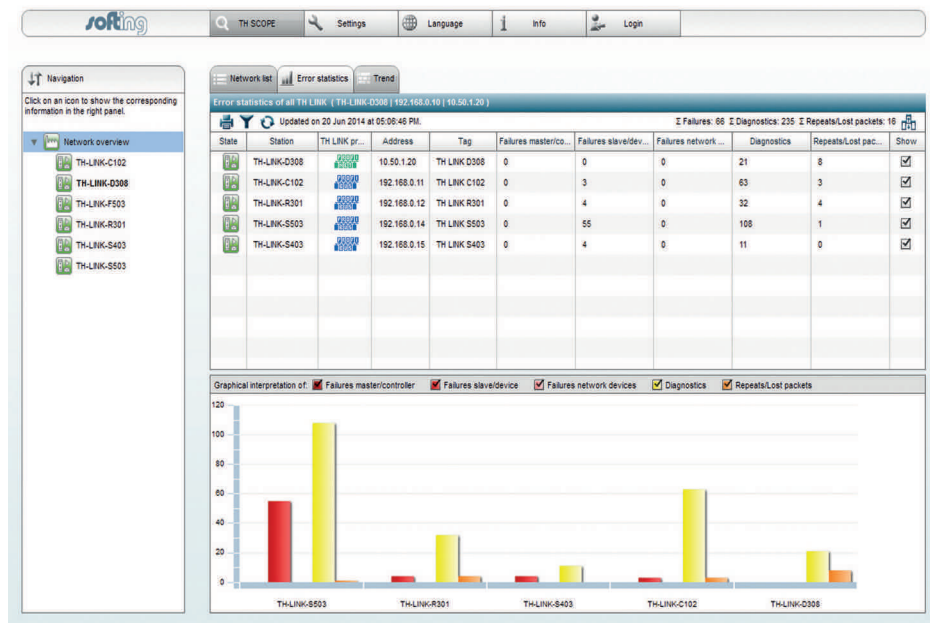 softing
TH SCOPE Settings Language Info Login
Navigation
Click on an icon to show the corresponding
information in the right panel.
Network overview
TH-LINK-C102
TH-LINK-D308
TH-LINK-F503
TH-LINK-R301
TH-LINK-S403
TH-LINK-S503
Network list Error statistics Trend
Error statistics of all TH LINK ( TH-LINK-D308 | 192.168.0.10 | 10.50.1.20 )
Updated on 20 Jun 2014 at 05:06:46 PM. Σ Failures: 66 Σ Diagnostics: 235 Σ Repeats/Lost packets: 16
State Station TH LINK pr... Address Tag Failures master/co... Failures slave/dev... Failures network ... Diagnostics Repeats/Lost pac... Show
TH-LINK-D308 10.50.1.20 TH LINK D308 0 0 0 21 8
TH-LINK-C102 192.168.0.11 TH LINK C102 0 3 0 63 3
TH-LINK-R301 192.168.0.12 TH LINK R301 0 4 0 32 4
TH-LINK-S503 192.168.0.14 TH LINK S503 0 55 0 108 1
TH-LINK-S403 192.168.0.15 TH LINK S403 0 4 0 11 0
Graphical interpretation of: Failures master/controller Failures slave/device Failures network devices Diagnostics Repeats/Lost packets
120
100
80
60
40
20
0
TH-LINK-S503 TH-LINK-R301 TH-LINK-S403 TH-LINK-C102 TH-LINK-D308